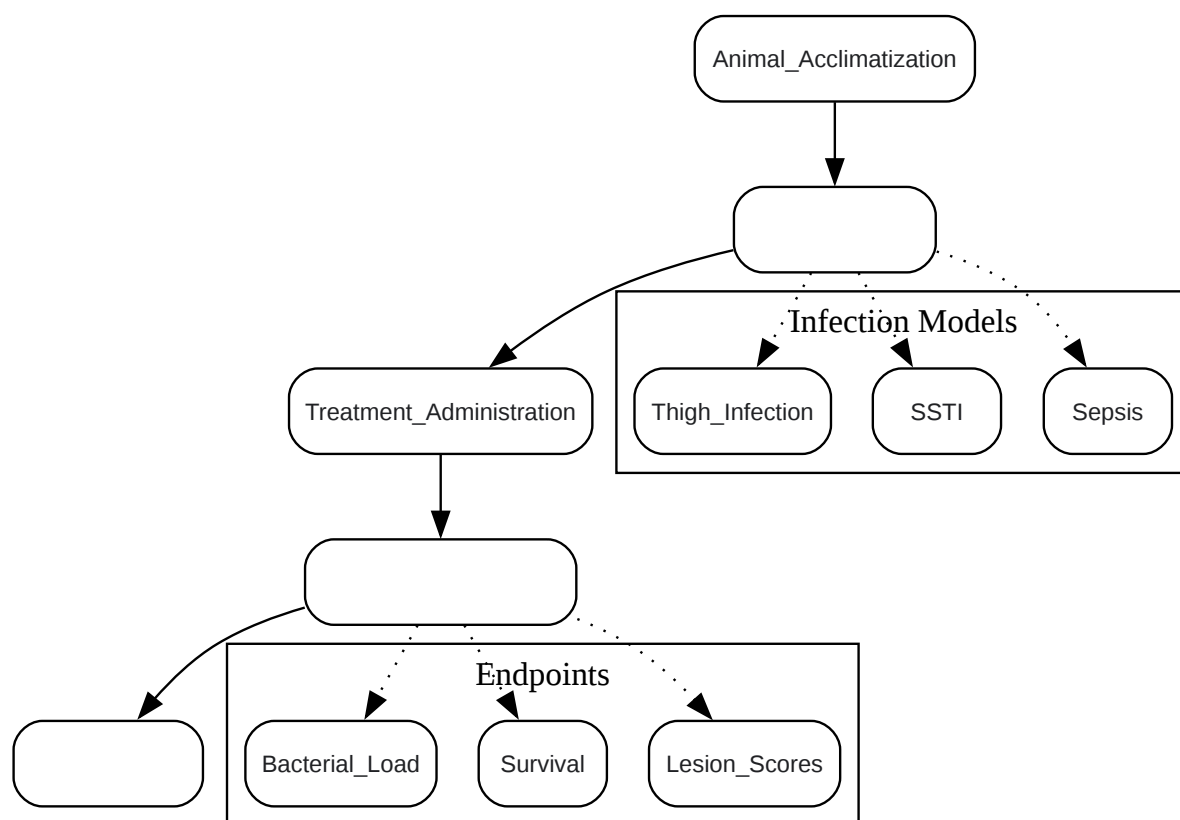 Animal_Acclimatization
Infection Models
Treatment_Administration
Thigh_Infection
SSTI
Sepsis
Endpoints
Bacterial_Load
Survival
Lesion_Scores